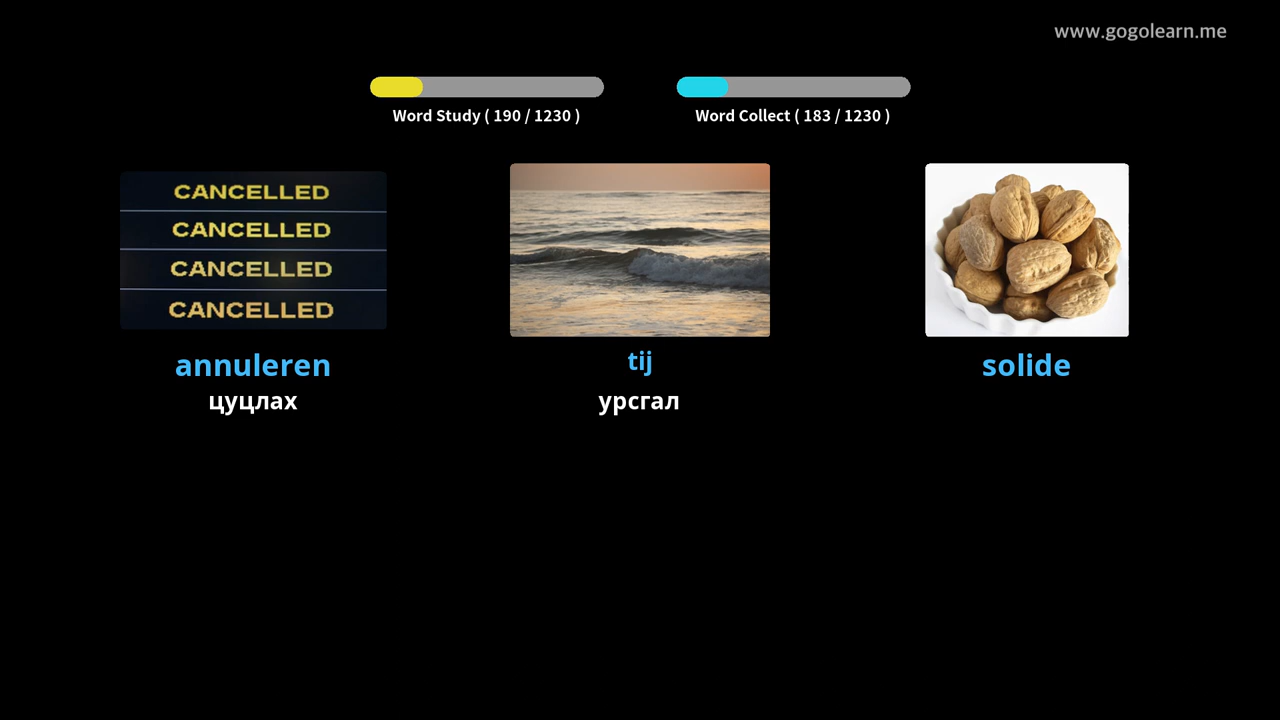 www.gogolearn.me
Word Study ( 190 / 1230 )
Word Collect ( 183 / 1230 )
CANCELLED
CANCELLED
CANCELLED
CANCELLED
annuleren
tij
solide
цуцлах
урсгал